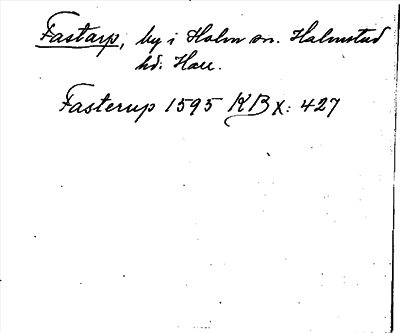 Fastarp, by i Holm sn. Halmstad
hd. Hall.
Fasterup 1595 KB X: 427